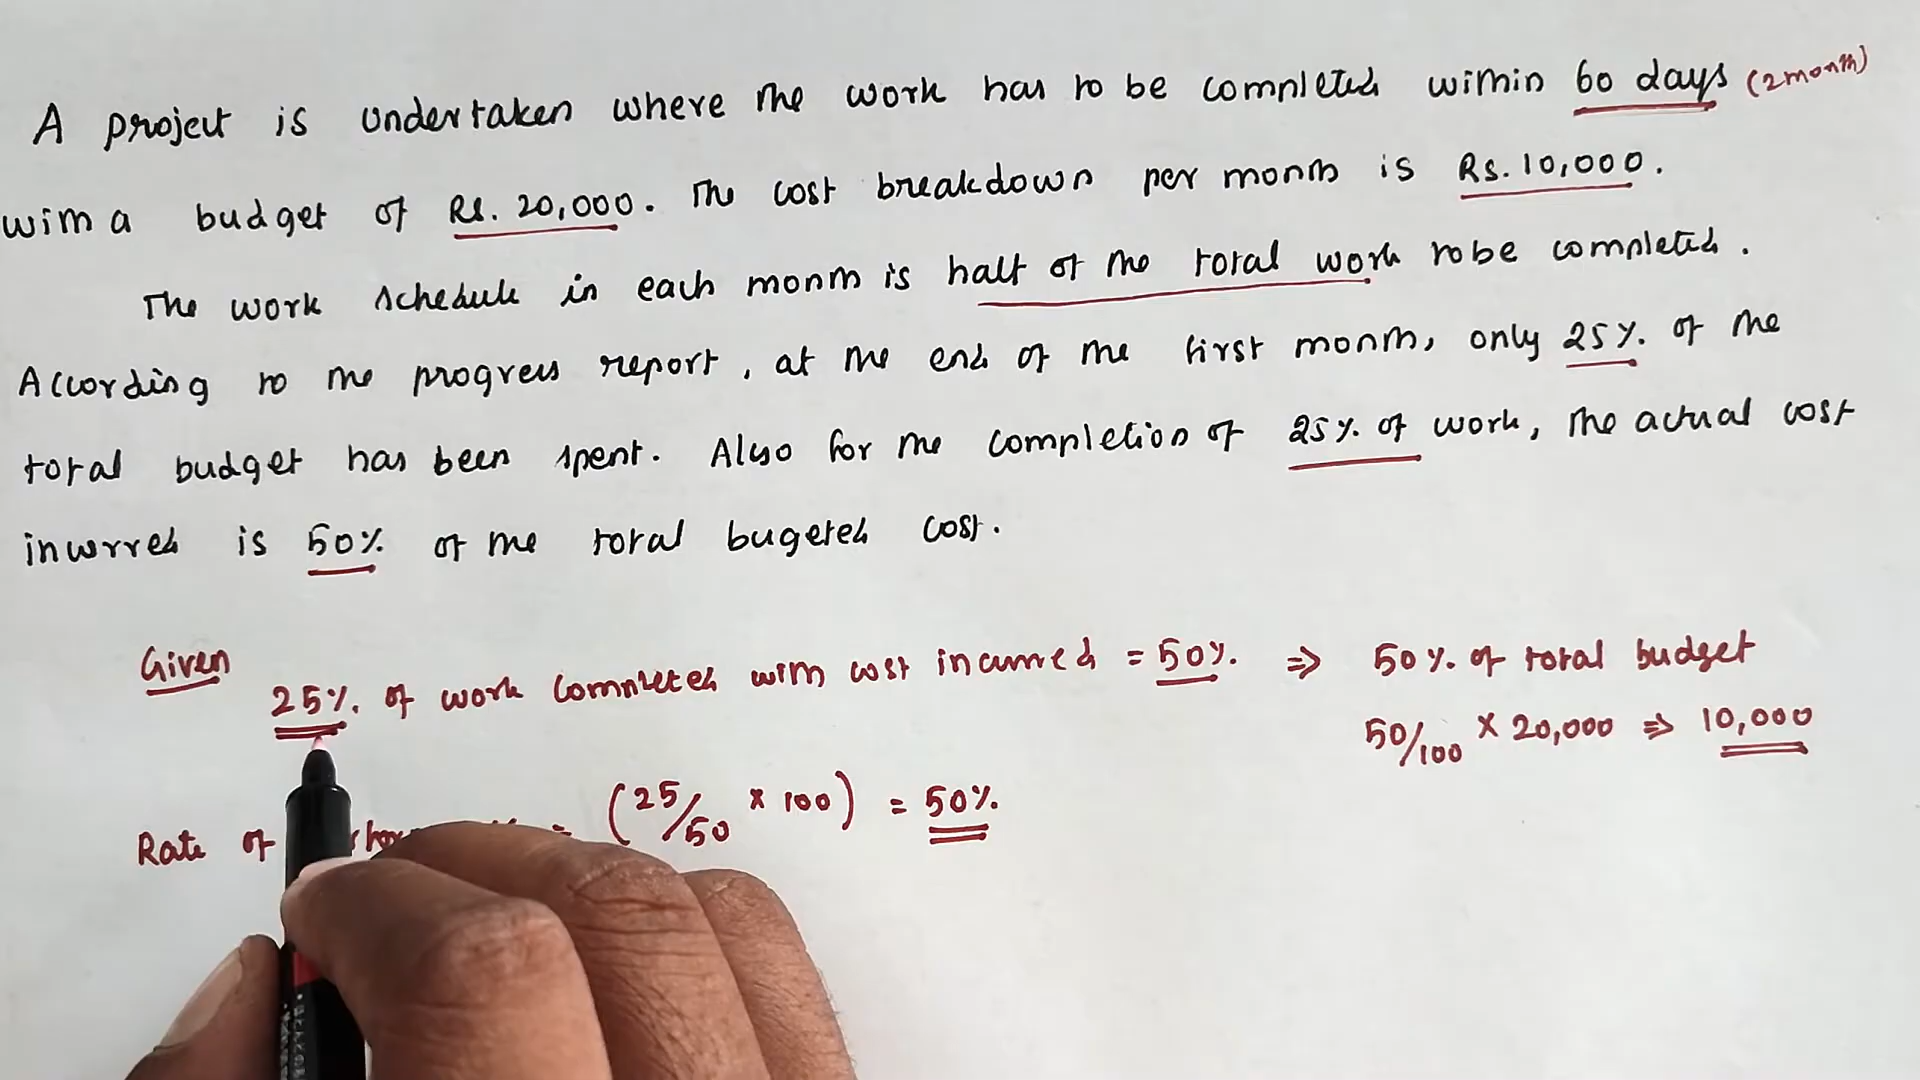 A project is undertaken where the work has to be completed within 60 days (2 month)
with a budget of Rs. 20,000. The cost breakdown per month is Rs. 10,000.
The work schedule in each month is half of the total work to be completed.
According to the progress report, at the end of the first month, only 25% of the
total budget has been spent. Also for the completion of 25% of work, the actual cost
incurred is 50% of the total bugeted cost.
Given
25% of work completed with cost incurred = 50% ⇒ 50% of total budget
50/100 × 20,000 ⇒ 10,000
Rate of = (25/50 × 100) = 50%